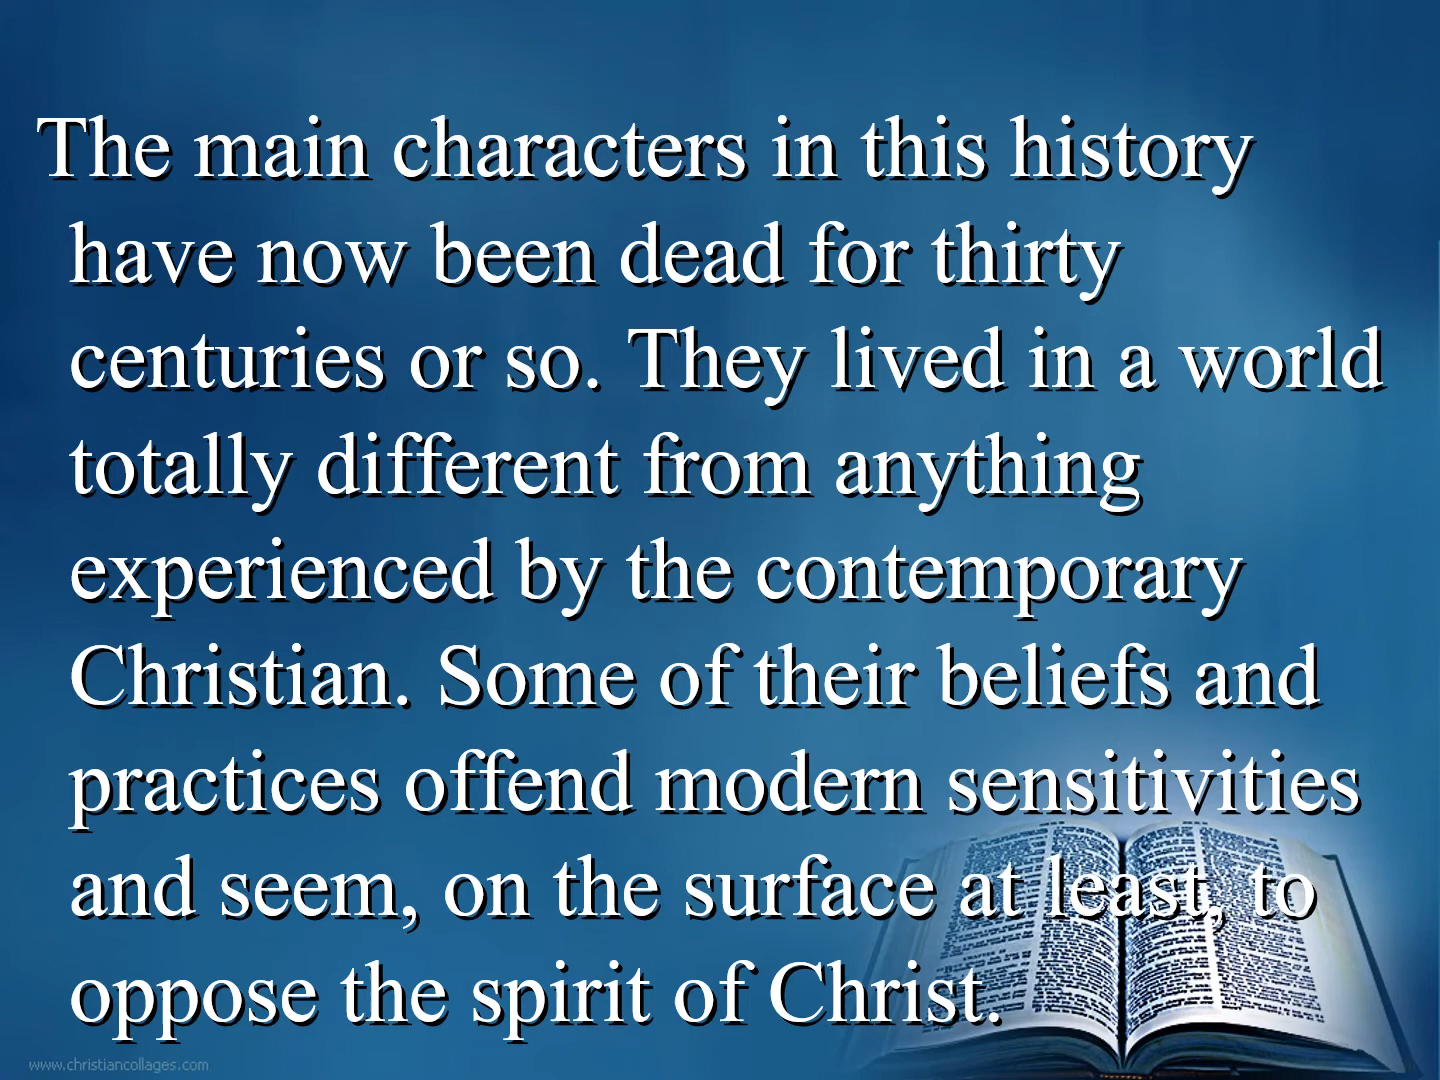 The main characters in this history
have now been dead for thirty
centuries or so. They lived in a world
totally different from anything
experienced by the contemporary
Christian. Some of their beliefs and
practices offend modern sensitivities
and seem, on the surface at least, to
oppose the spirit of Christ.
www.christiancollages.com